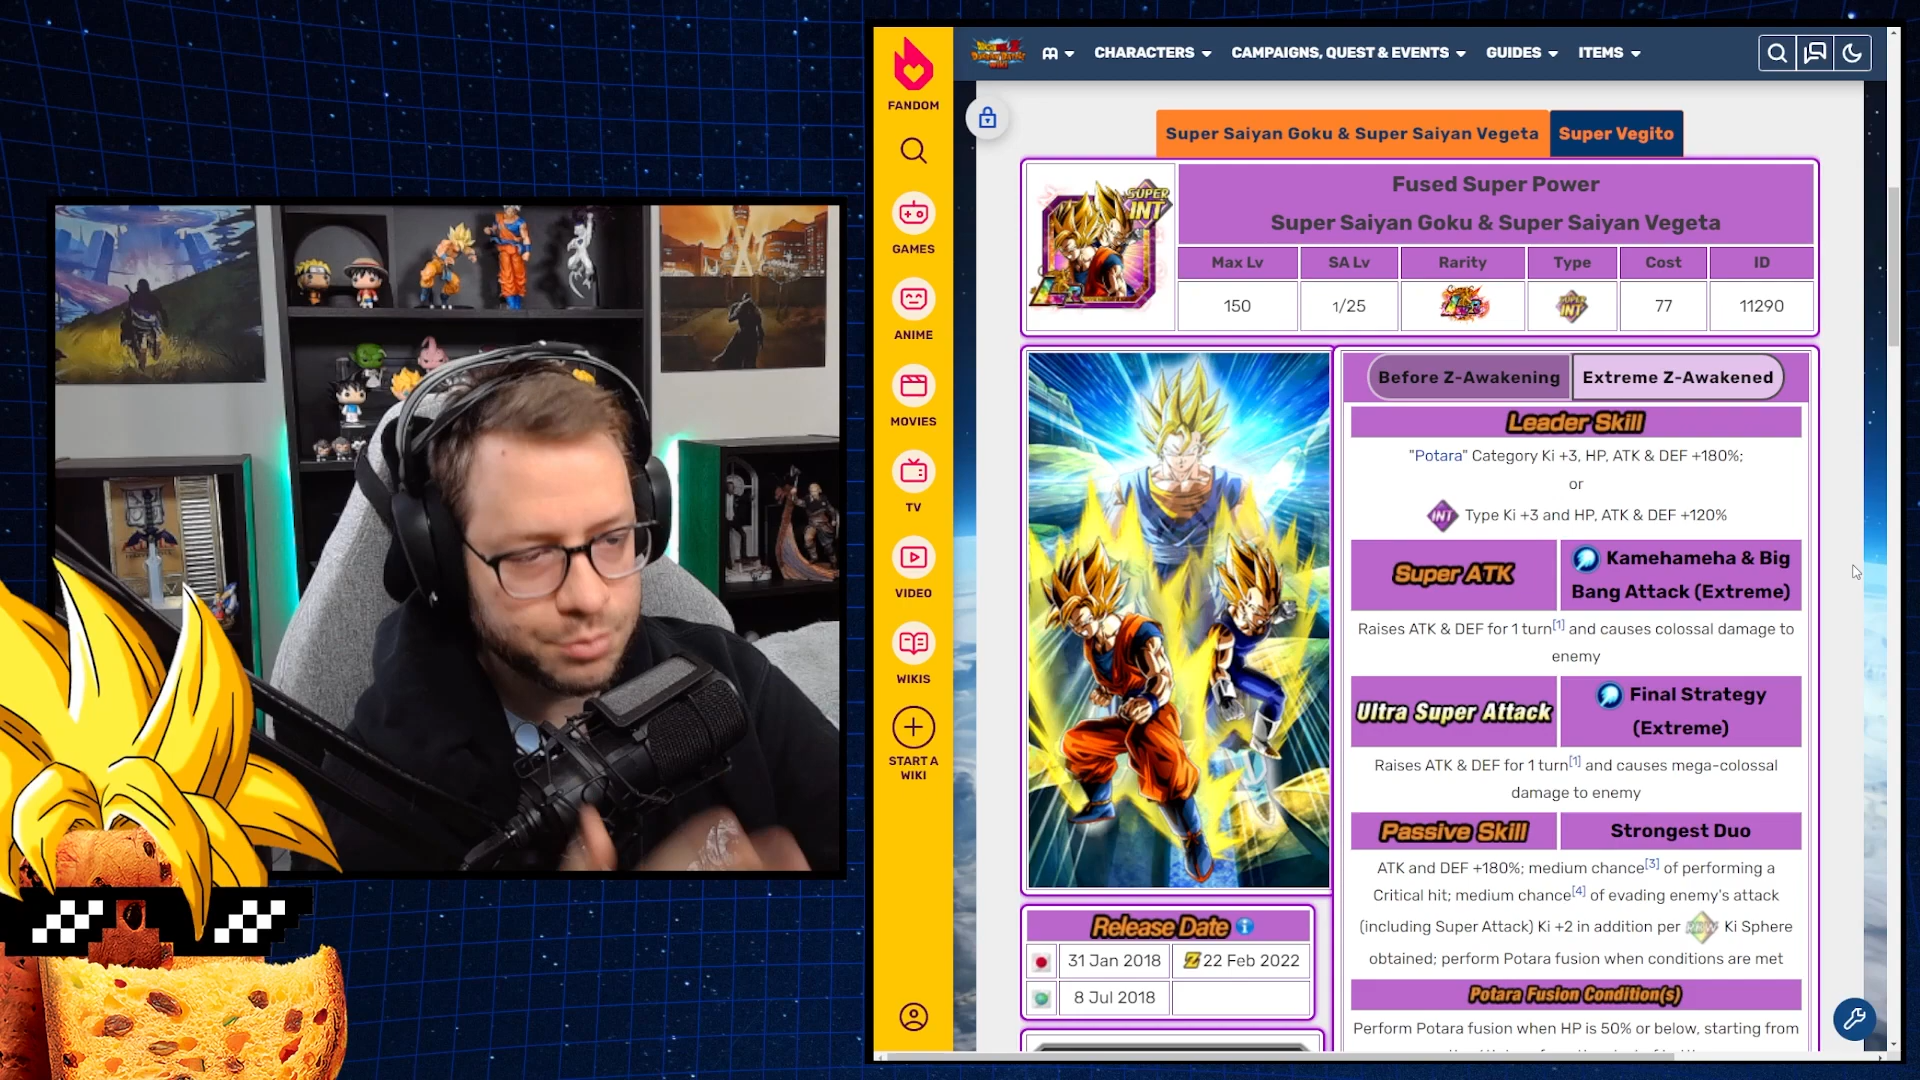 FANDOM
GAMES
ANIME
MOVIES
TV
VIDEO
WIKIS
START A
WIKI
CHARACTERS
CAMPAIGNS, QUEST & EVENTS
GUIDES
ITEMS
Super Saiyan Goku & Super Saiyan Vegeta
Super Vegito
SUPER
INT
LR
Fused Super Power
Super Saiyan Goku & Super Saiyan Vegeta
Max Lv
SA Lv
Rarity
Type
Cost
ID
150
1/25
LR
SUPER
INT
77
11290
Before Z-Awakening
Extreme Z-Awakened
Leader Skill
"Potara" Category Ki +3, HP, ATK & DEF +180%;
or
INT Type Ki +3 and HP, ATK & DEF +120%
Super ATK
Kamehameha & Big
Bang Attack (Extreme)
Raises ATK & DEF for 1 turn[1] and causes colossal damage to
enemy
Ultra Super Attack
Final Strategy
(Extreme)
Raises ATK & DEF for 1 turn[1] and causes mega-colossal
damage to enemy
Passive Skill
Strongest Duo
ATK and DEF +180%; medium chance[3] of performing a
Critical hit; medium chance[4] of evading enemy's attack
(including Super Attack) Ki +2 in addition per RBW Ki Sphere
obtained; perform Potara fusion when conditions are met
Potara Fusion Condition(s)
Perform Potara fusion when HP is 50% or below, starting from
Release Date
31 Jan 2018
Z 22 Feb 2022
8 Jul 2018